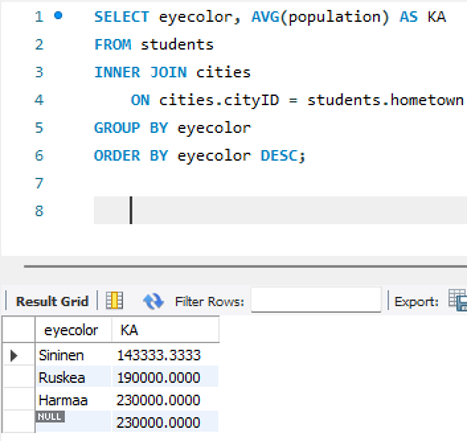 1 SELECT eyecolor, AVG(population) AS KA
2 FROM students
3 INNER JOIN cities
4 ON cities.cityID = students.hometown
5 GROUP BY eyecolor
6 ORDER BY eyecolor DESC;
7
8
Result Grid Filter Rows: Export:
eyecolor KA
Sininen 143333.3333
Ruskea 190000.0000
Harmaa 230000.0000
NULL 230000.0000